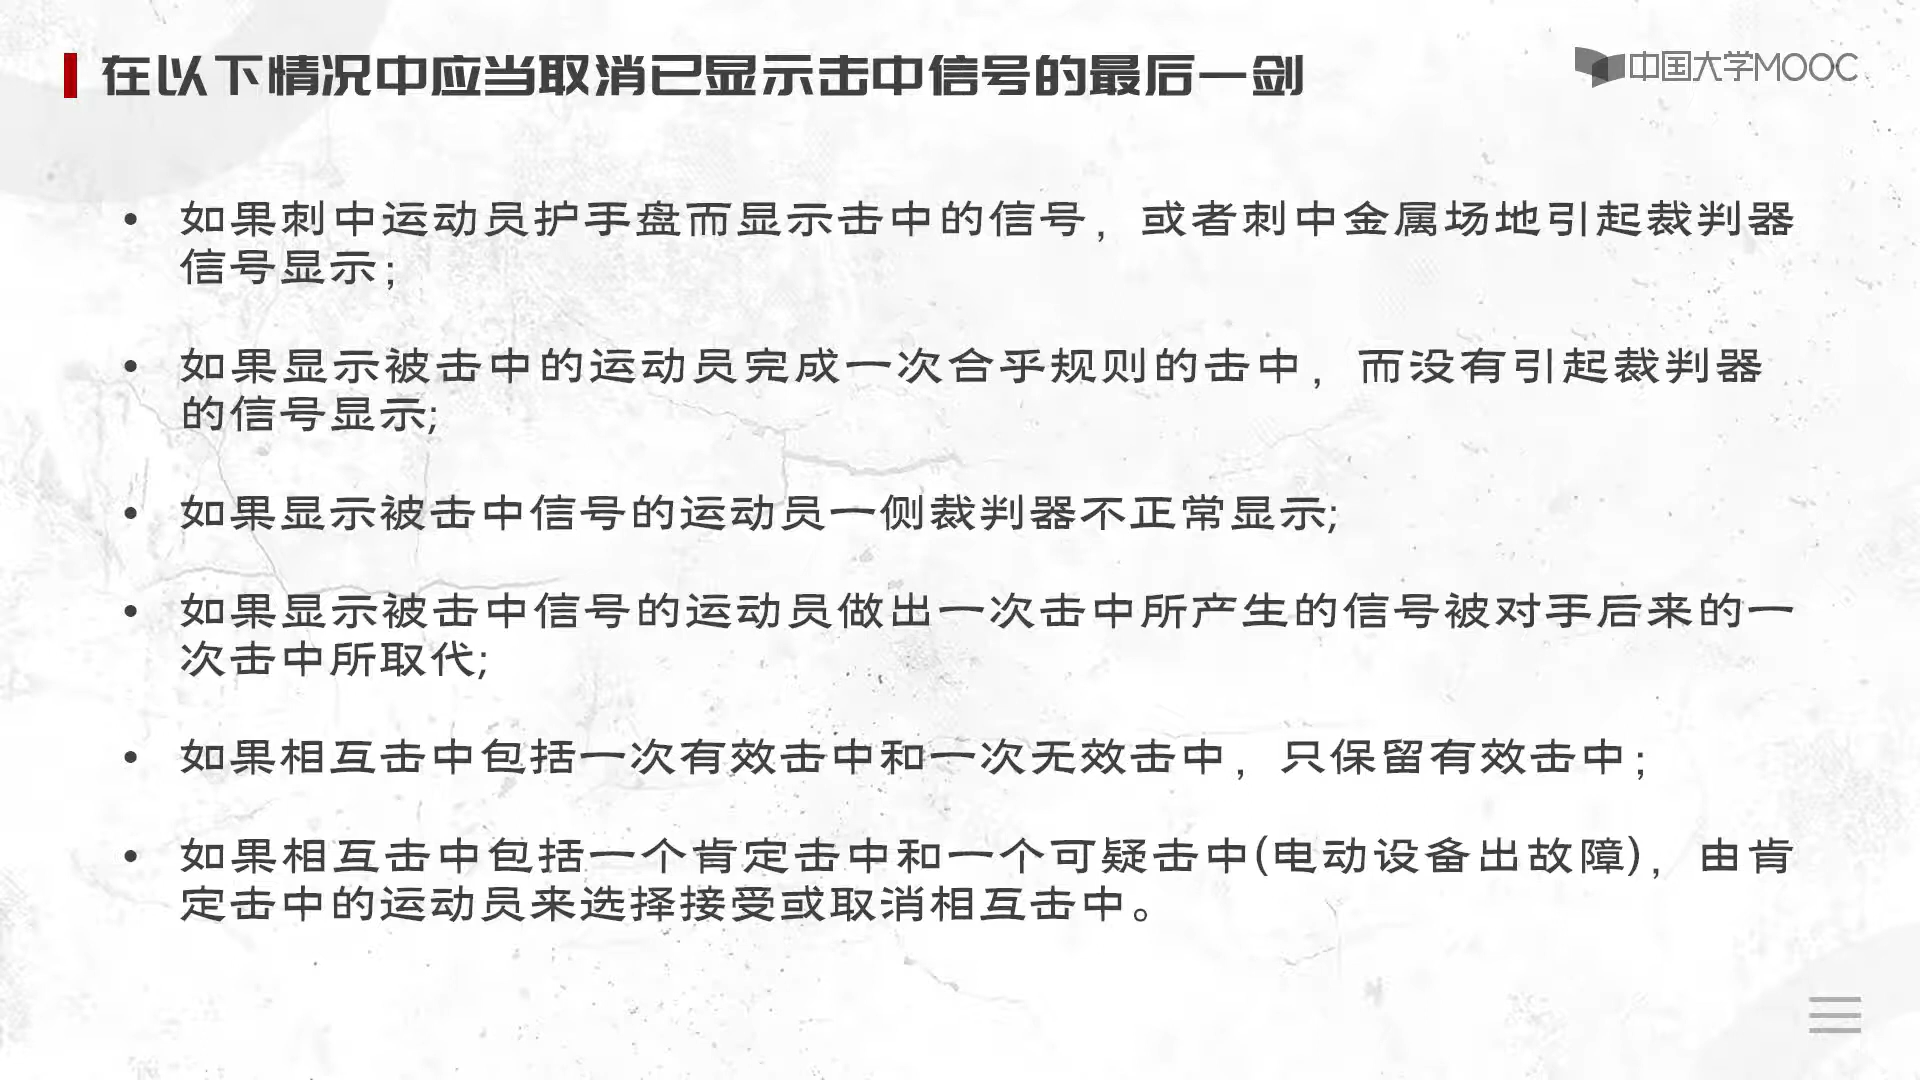 在以下情况中应当取消已显示击中信号的最后一剑
中国大学MOOC
• 如果刺中运动员护手盘而显示击中的信号，或者刺中金属场地引起裁判器
信号显示；
• 如果显示被击中的运动员完成一次合乎规则的击中，而没有引起裁判器
的信号显示;
• 如果显示被击中信号的运动员一侧裁判器不正常显示;
• 如果显示被击中信号的运动员做出一次击中所产生的信号被对手后来的一
次击中所取代;
• 如果相互击中包括一次有效击中和一次无效击中，只保留有效击中；
• 如果相互击中包括一个肯定击中和一个可疑击中(电动设备出故障)，由肯
定击中的运动员来选择接受或取消相互击中。